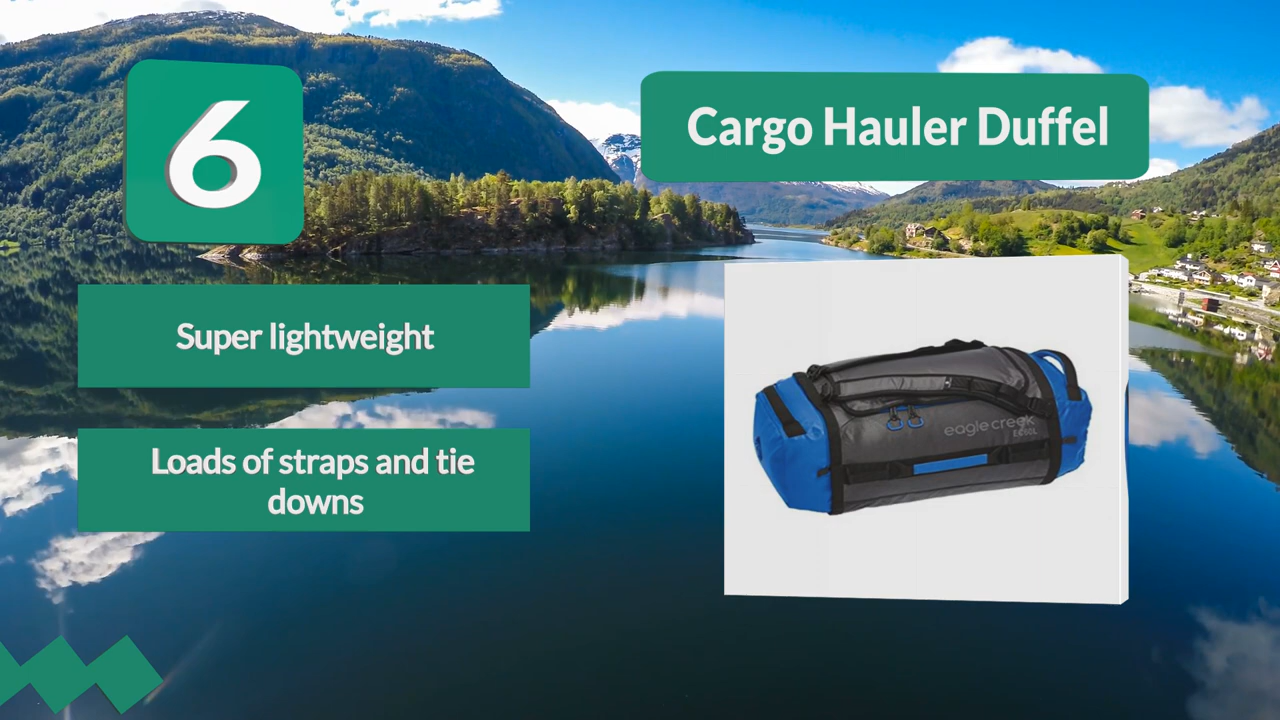 6
Cargo Hauler Duffel
Super lightweight
Loads of straps and tie
downs
eagle creek